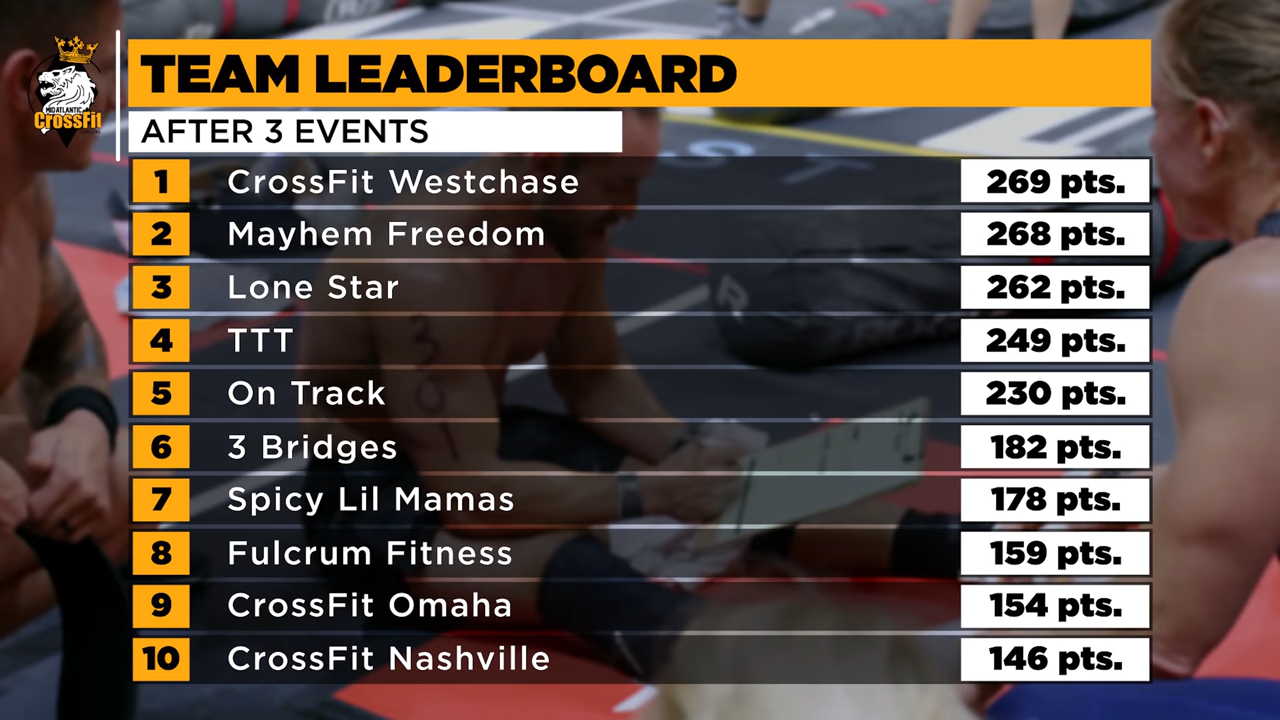 MID ATLANTIC
CrossFit
TEAM LEADERBOARD
AFTER 3 EVENTS
1 CrossFit Westchase 269 pts.
2 Mayhem Freedom 268 pts.
3 Lone Star 262 pts.
4 TTT 249 pts.
5 On Track 230 pts.
6 3 Bridges 182 pts.
7 Spicy Lil Mamas 178 pts.
8 Fulcrum Fitness 159 pts.
9 CrossFit Omaha 154 pts.
10 CrossFit Nashville 146 pts.